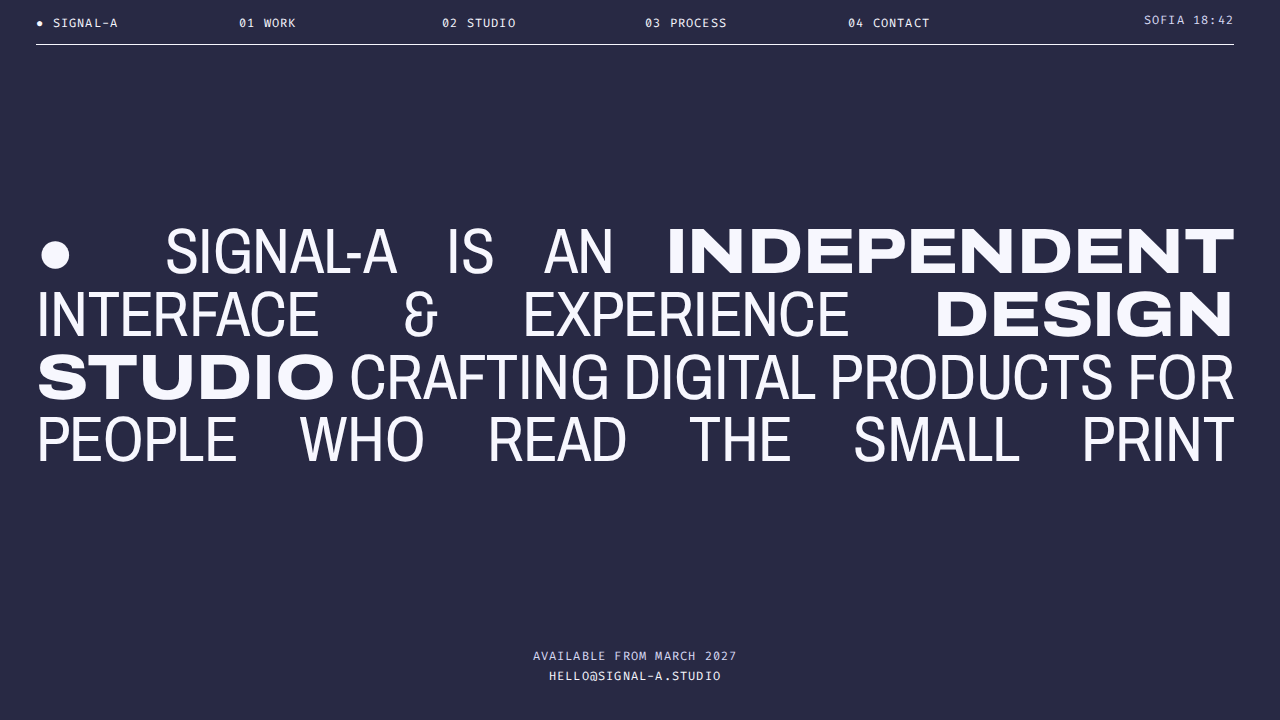 ● SIGNAL-A 01 WORK 02 STUDIO 03 PROCESS 04 CONTACT SOFIA 18:42
● SIGNAL-A IS AN INDEPENDENT
INTERFACE & EXPERIENCE DESIGN
STUDIO CRAFTING DIGITAL PRODUCTS FOR
PEOPLE WHO READ THE SMALL PRINT
AVAILABLE FROM MARCH 2027
HELLO@SIGNAL-A.STUDIO